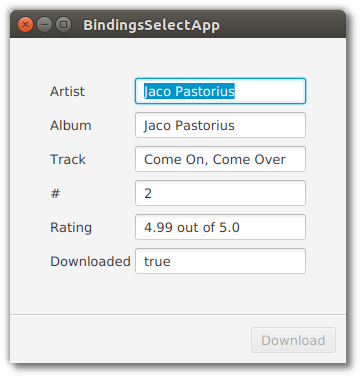 BindingsSelectApp
Artist Jaco Pastorius
Album Jaco Pastorius
Track Come On, Come Over
# 2
Rating 4.99 out of 5.0
Downloaded true
Download